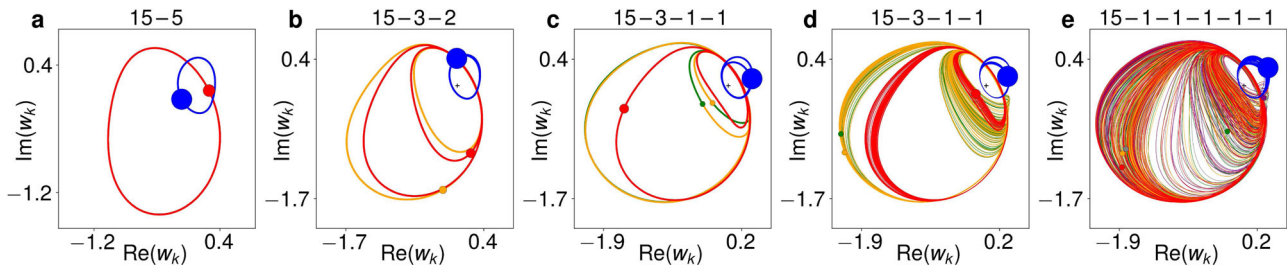 a 15−5
Im(w_k)
0.4
−1.2
−1.2 0.4
Re(w_k)
b 15−3−2
Im(w_k)
0.4
−1.7
−1.7 0.4
Re(w_k)
c 15−3−1−1
Im(w_k)
0.4
−1.7
−1.9 0.2
Re(w_k)
d 15−3−1−1
Im(w_k)
0.4
−1.7
−1.9 0.2
Re(w_k)
e 15−1−1−1−1−1
Im(w_k)
0.4
−1.7
−1.9 0.2
Re(w_k)